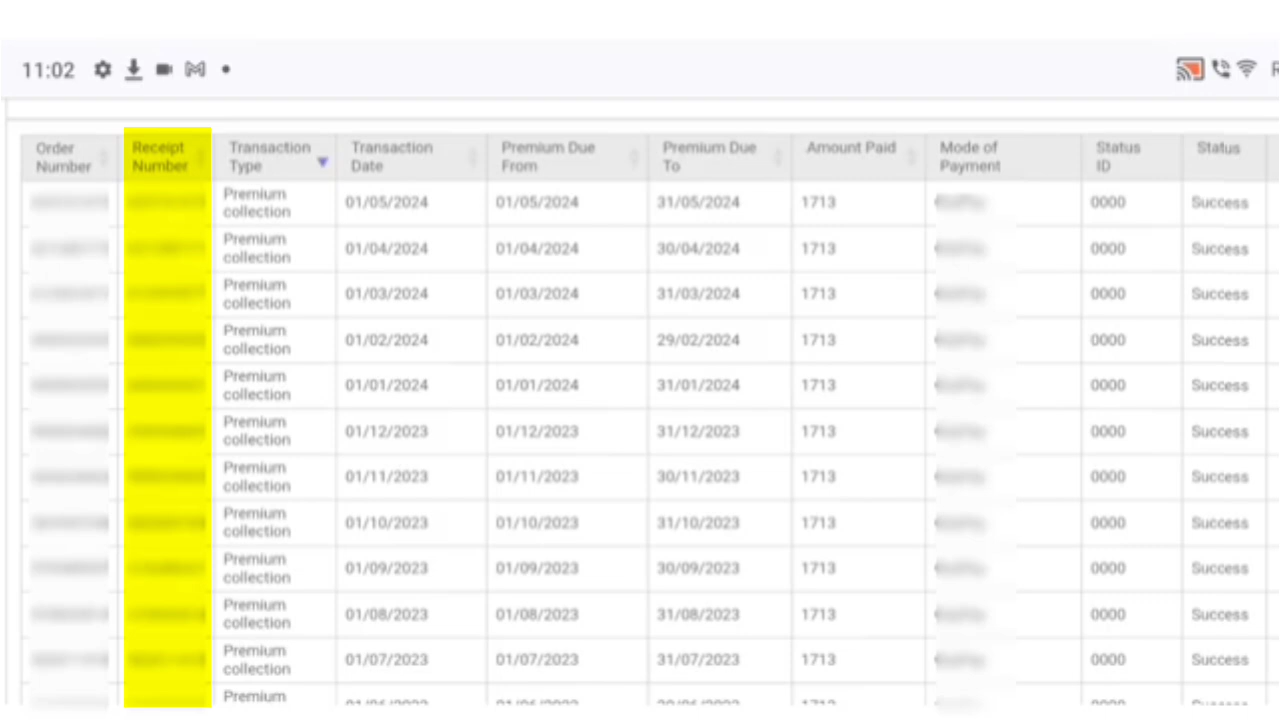 11:02
Order Number Receipt Number Transaction Type Transaction Date Premium Due From Premium Due To Amount Paid Mode of Payment Status ID Status
Premium collection 01/05/2024 01/05/2024 31/05/2024 1713 0000 Success
Premium collection 01/04/2024 01/04/2024 30/04/2024 1713 0000 Success
Premium collection 01/03/2024 01/03/2024 31/03/2024 1713 0000 Success
Premium collection 01/02/2024 01/02/2024 29/02/2024 1713 0000 Success
Premium collection 01/01/2024 01/01/2024 31/01/2024 1713 0000 Success
Premium collection 01/12/2023 01/12/2023 31/12/2023 1713 0000 Success
Premium collection 01/11/2023 01/11/2023 30/11/2023 1713 0000 Success
Premium collection 01/10/2023 01/10/2023 31/10/2023 1713 0000 Success
Premium collection 01/09/2023 01/09/2023 30/09/2023 1713 0000 Success
Premium collection 01/08/2023 01/08/2023 31/08/2023 1713 0000 Success
Premium collection 01/07/2023 01/07/2023 31/07/2023 1713 0000 Success
Premium